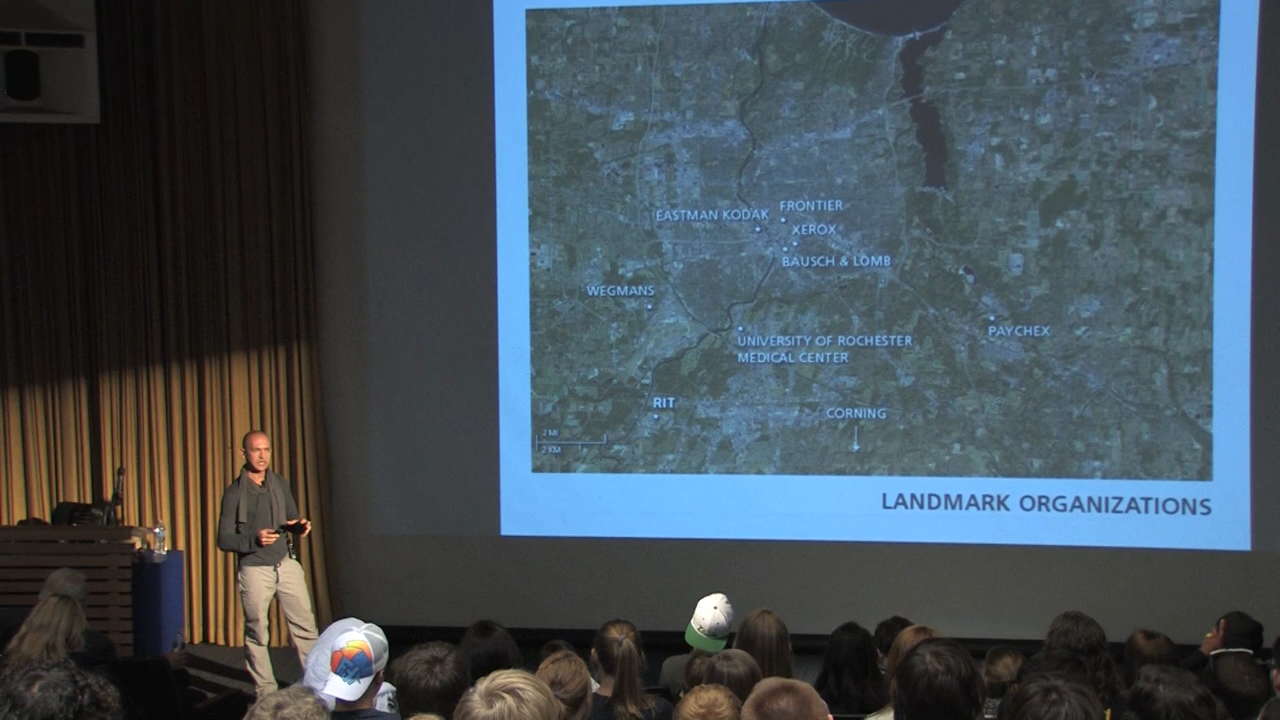 FRONTIER
EASTMAN KODAK
XEROX
BAUSCH & LOMB
WEGMANS
PAYCHEX
UNIVERSITY OF ROCHESTER
MEDICAL CENTER
RIT
CORNING
2 MI
2 KM
LANDMARK ORGANIZATIONS